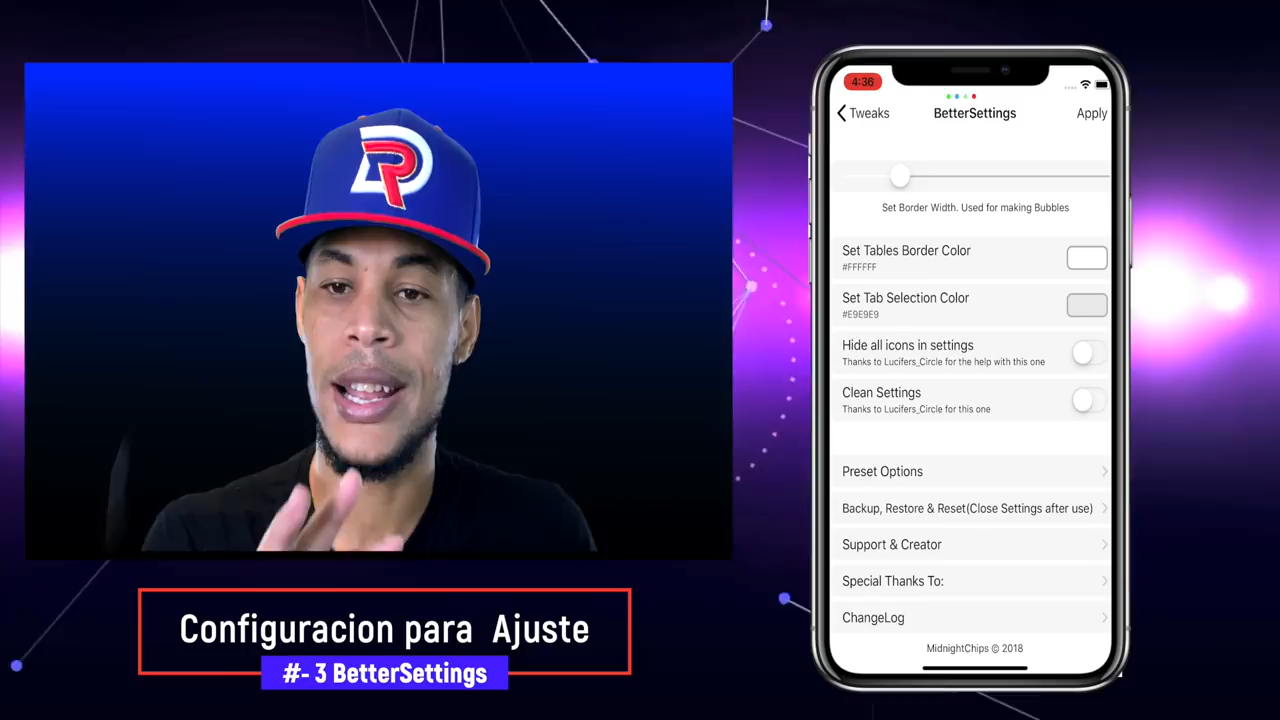 DR
4:36
Tweaks
BetterSettings
Apply
Set Border Width. Used for making Bubbles
Set Tables Border Color
#FFFFFF
Set Tab Selection Color
#E9E9E9
Hide all icons in settings
Thanks to Lucifers_Circle for the help with this one
Clean Settings
Thanks to Lucifers_Circle for this one
Preset Options
Backup, Restore & Reset(Close Settings after use)
Support & Creator
Special Thanks To:
ChangeLog
MidnightChips © 2018
Configuracion para Ajuste
#- 3 BetterSettings